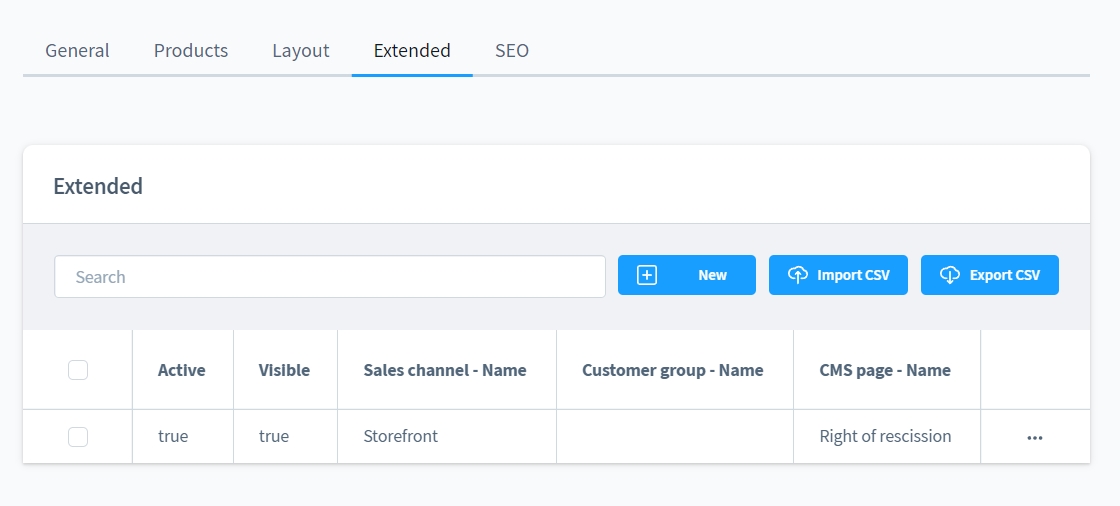 General Products Layout Extended SEO
Extended
Search New Import CSV Export CSV
Active Visible Sales channel - Name Customer group - Name CMS page - Name
true true Storefront Right of rescission